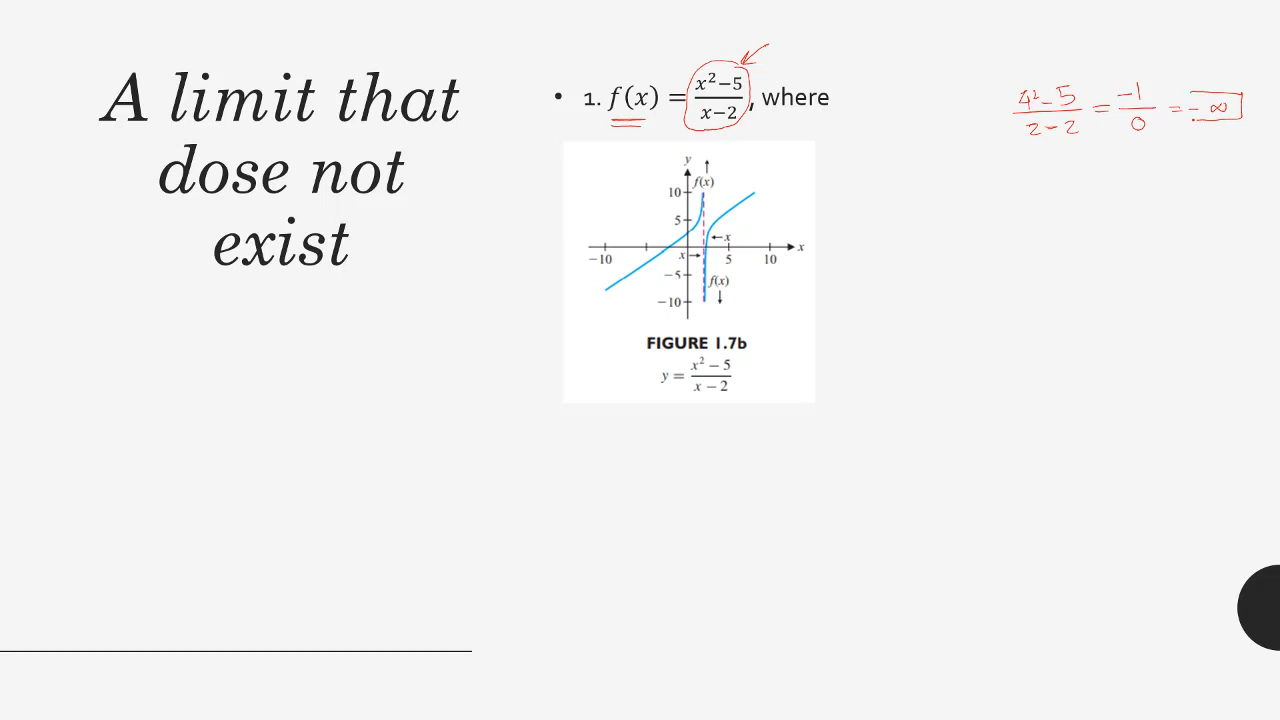 A limit that
dose not
exist
• 1. f(x) = (x² − 5)/(x − 2), where
(4² - 5)/(2 - 2) = -1/0 = - ∞
y
f(x)
10
5
x
x
-10
5
10
x
-5
f(x)
-10
FIGURE 1.7b
y = (x² − 5)/(x − 2)